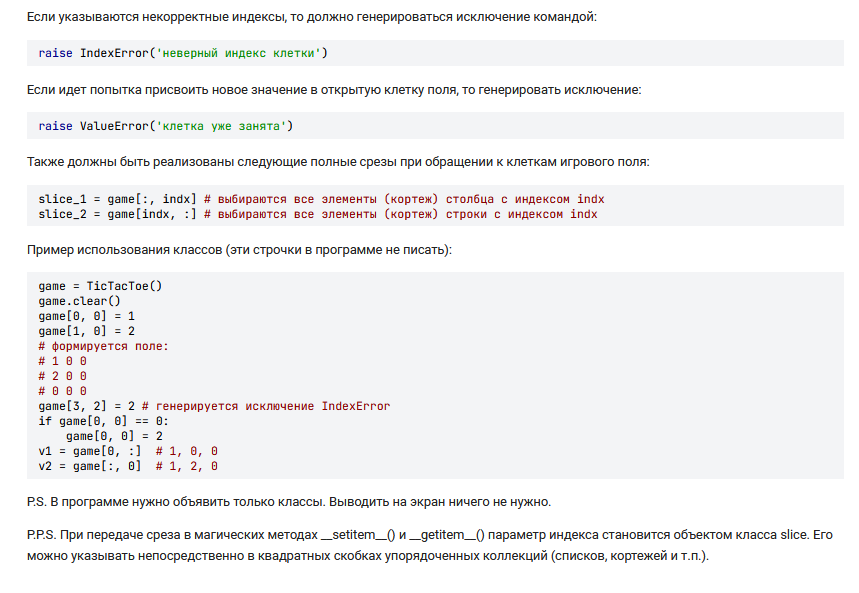 Если указываются некорректные индексы, то должно генерироваться исключение командой:
raise IndexError('неверный индекс клетки')
Если идет попытка присвоить новое значение в открытую клетку поля, то генерировать исключение:
raise ValueError('клетка уже занята')
Также должны быть реализованы следующие полные срезы при обращении к клеткам игрового поля:
slice_1 = game[:, indx] # выбираются все элементы (кортеж) столбца с индексом indx
slice_2 = game[indx, :] # выбираются все элементы (кортеж) строки с индексом indx
Пример использования классов (эти строчки в программе не писать):
game = TicTacToe()
game.clear()
game[0, 0] = 1
game[1, 0] = 2
# формируется поле:
# 1 0 0
# 2 0 0
# 0 0 0
game[3, 2] = 2 # генерируется исключение IndexError
if game[0, 0] == 0:
    game[0, 0] = 2
v1 = game[0, :]  # 1, 0, 0
v2 = game[:, 0]  # 1, 2, 0
P.S. В программе нужно объявить только классы. Выводить на экран ничего не нужно.
P.P.S. При передаче среза в магических методах __setitem__() и __getitem__() параметр индекса становится объектом класса slice. Его
можно указывать непосредственно в квадратных скобках упорядоченных коллекций (списков, кортежей и т.п.).